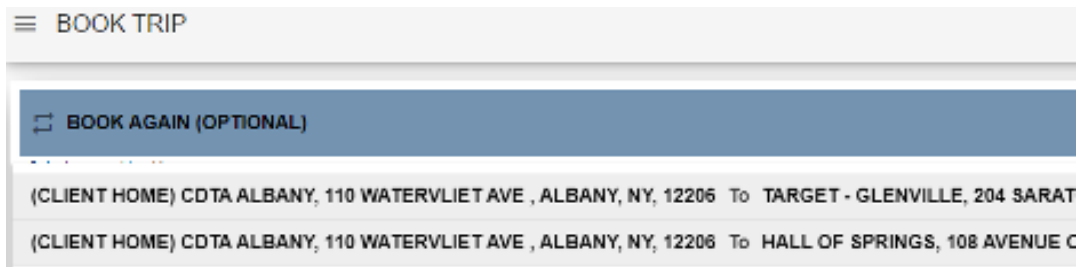 BOOK TRIP
BOOK AGAIN (OPTIONAL)
(CLIENT HOME) CDTA ALBANY, 110 WATERVLIET AVE , ALBANY, NY, 12206 To TARGET - GLENVILLE, 204 SARAT
(CLIENT HOME) CDTA ALBANY, 110 WATERVLIET AVE , ALBANY, NY, 12206 To HALL OF SPRINGS, 108 AVENUE